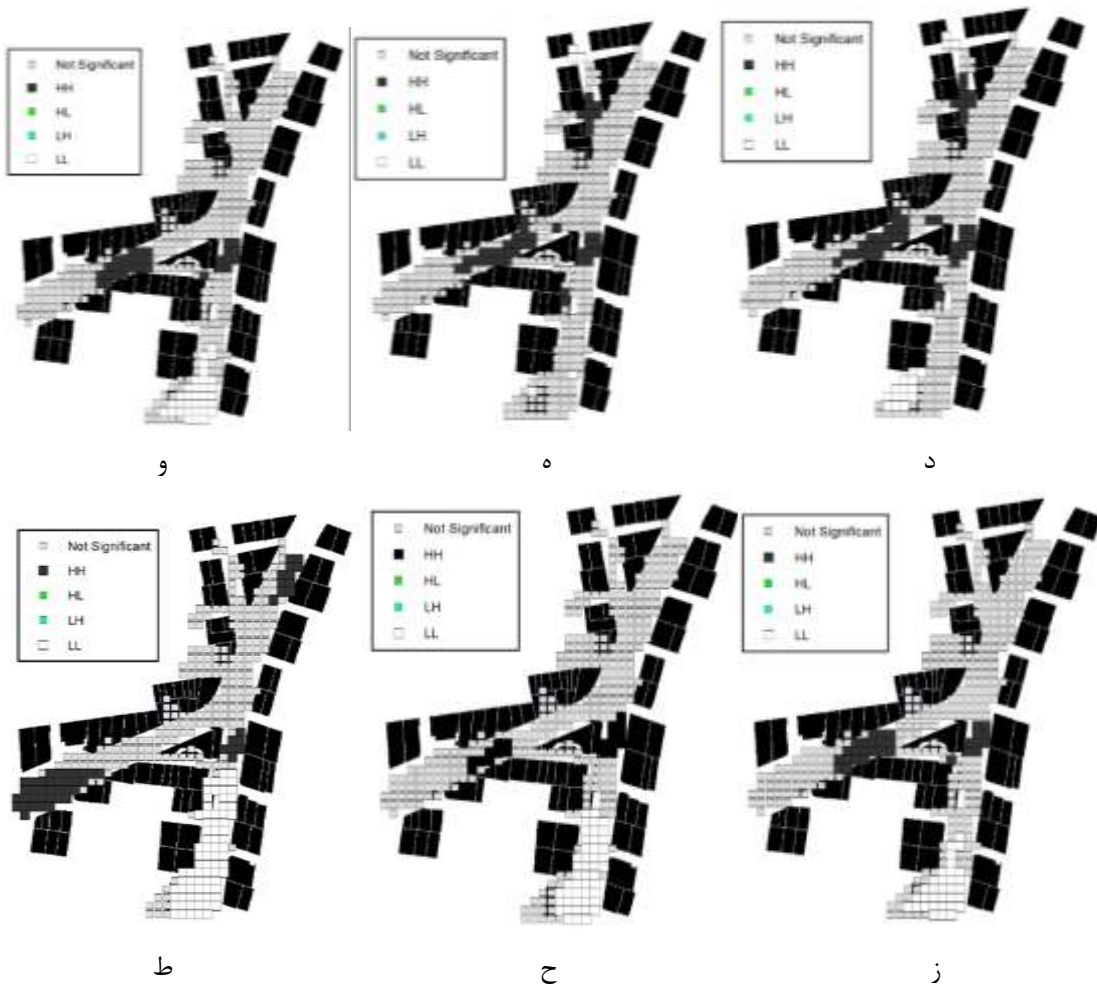 Not Significant
HH
HL
LH
LL
Not Significant
HH
HL
LH
LL
Not Significant
HH
HL
LH
LL
د
ه
و
Not Significant
HH
HL
LH
LL
Not Significant
HH
HL
LH
LL
Not Significant
HH
HL
LH
LL
ز
ح
ط